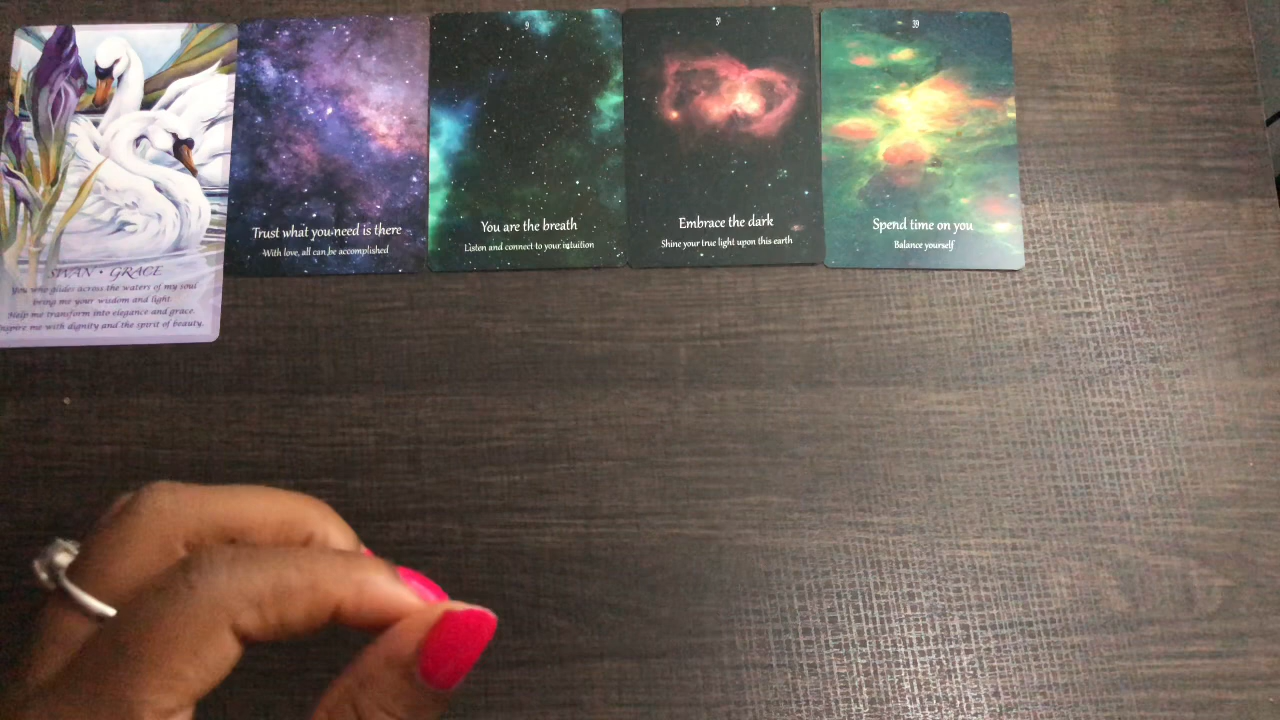 SWAN • GRACE
You who glides across the waters of my soul
bring me your wisdom and light.
Help me transform into elegance and grace.
Inspire me with dignity and the spirit of beauty.
7
Trust what you need is there
With love, all can be accomplished
9
You are the breath
Listen and connect to your intuition
Embrace the dark
Shine your true light upon this earth
39
Spend time on you
Balance yourself